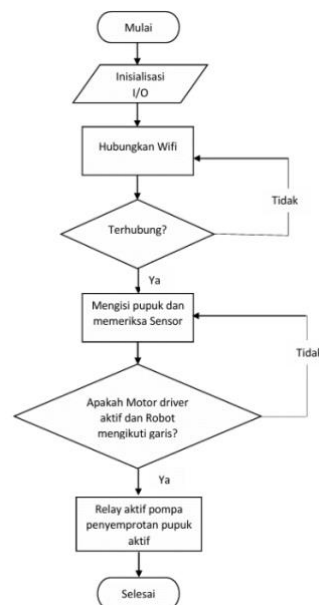 Mulai
Inisialisasi
I/O
Hubungkan Wifi
Tidak
Terhubung?
Ya
Mengisi pupuk dan
memeriksa Sensor
Tidak
Apakah Motor driver
aktif dan Robot
mengikuti garis?
Ya
Relay aktif pompa
penyemprotan pupuk
aktif
Selesai